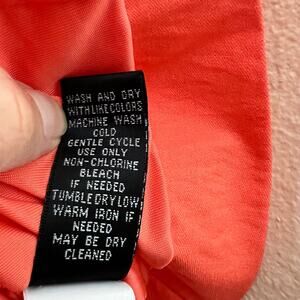 WASH AND DRY
WITH LIKE COLORS
MACHINE WASH
COLD
GENTLE CYCLE
USE ONLY
NON-CHLORINE
BLEACH
IF NEEDED
TUMBLE DRY LOW
WARM IRON IF
NEEDED
MAY BE DRY
CLEANED